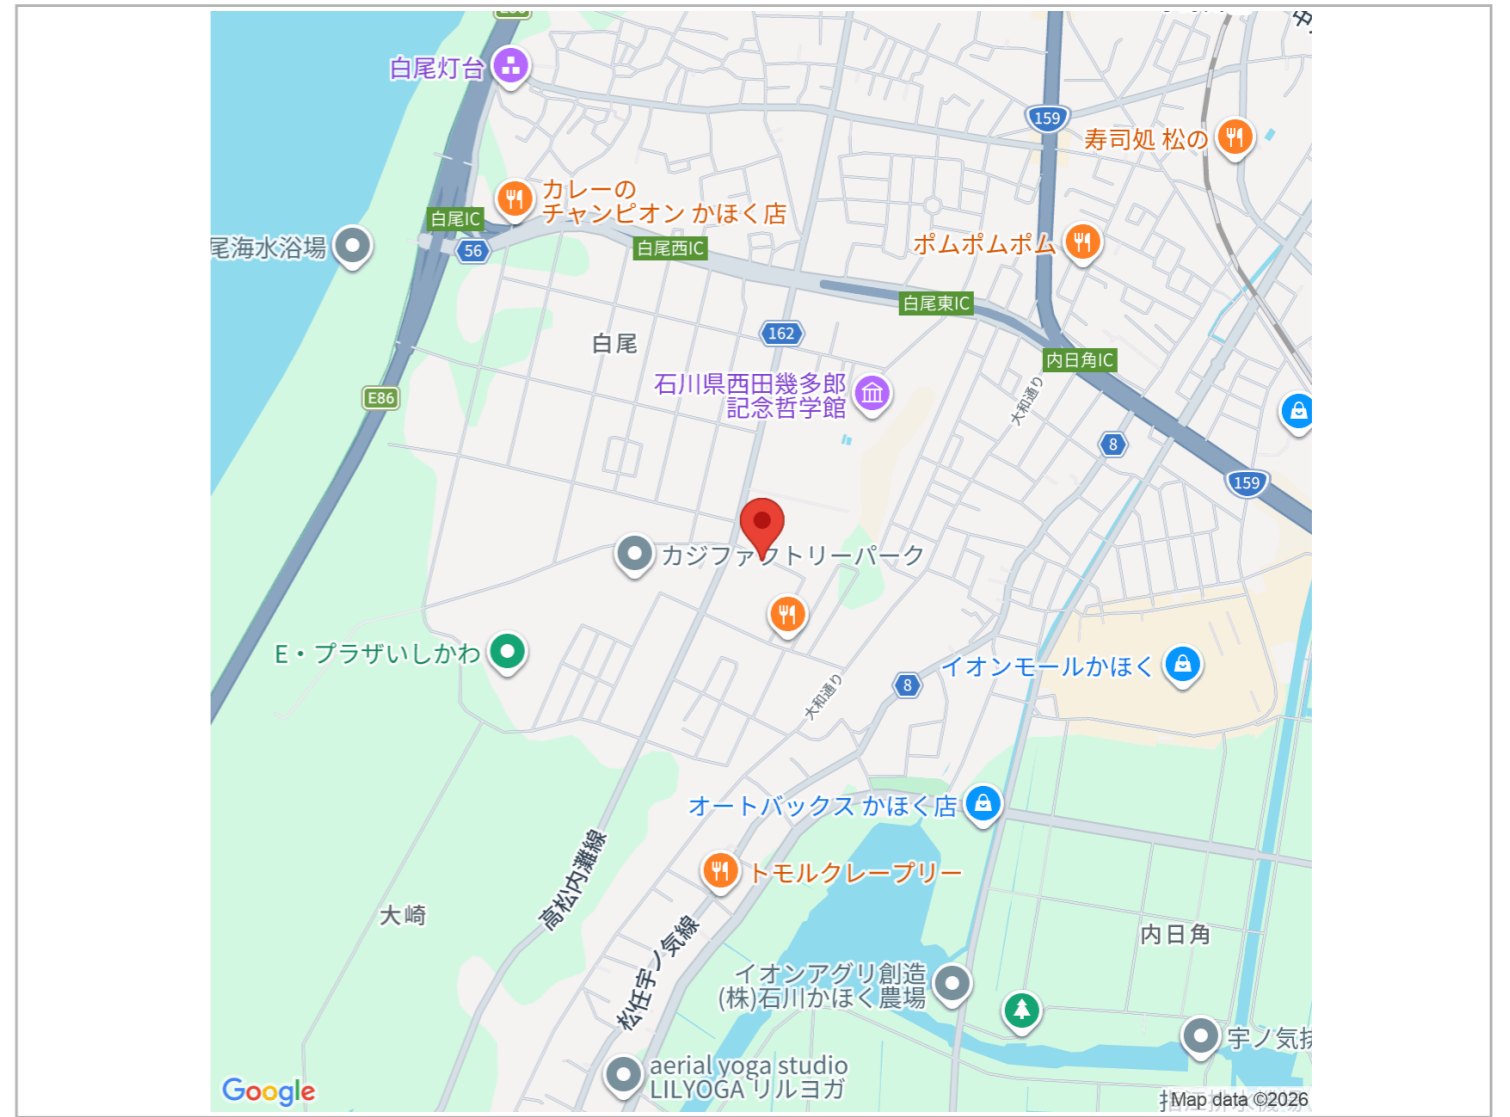 白尾灯台
159
寿司処 松の
カレーの
チャンピオン かほく店
白尾IC
56
白尾西IC
尾海水浴場
ポムポムポム
白尾東IC
162
白尾
内日角IC
石川県西田幾多郎
記念哲学館
E86
大和通り
8
159
カジファクトリーパーク
E・プラザいしかわ
イオンモールかほく
8
大和通り
オートバックス かほく店
トモルクレープリー
高松内灘線
大崎
松任宇ノ気線
内日角
イオンアグリ創造
(株)石川かほく農場
宇ノ気排
aerial yoga studio
LILYOGA リルヨガ
Google
Map data ©2026